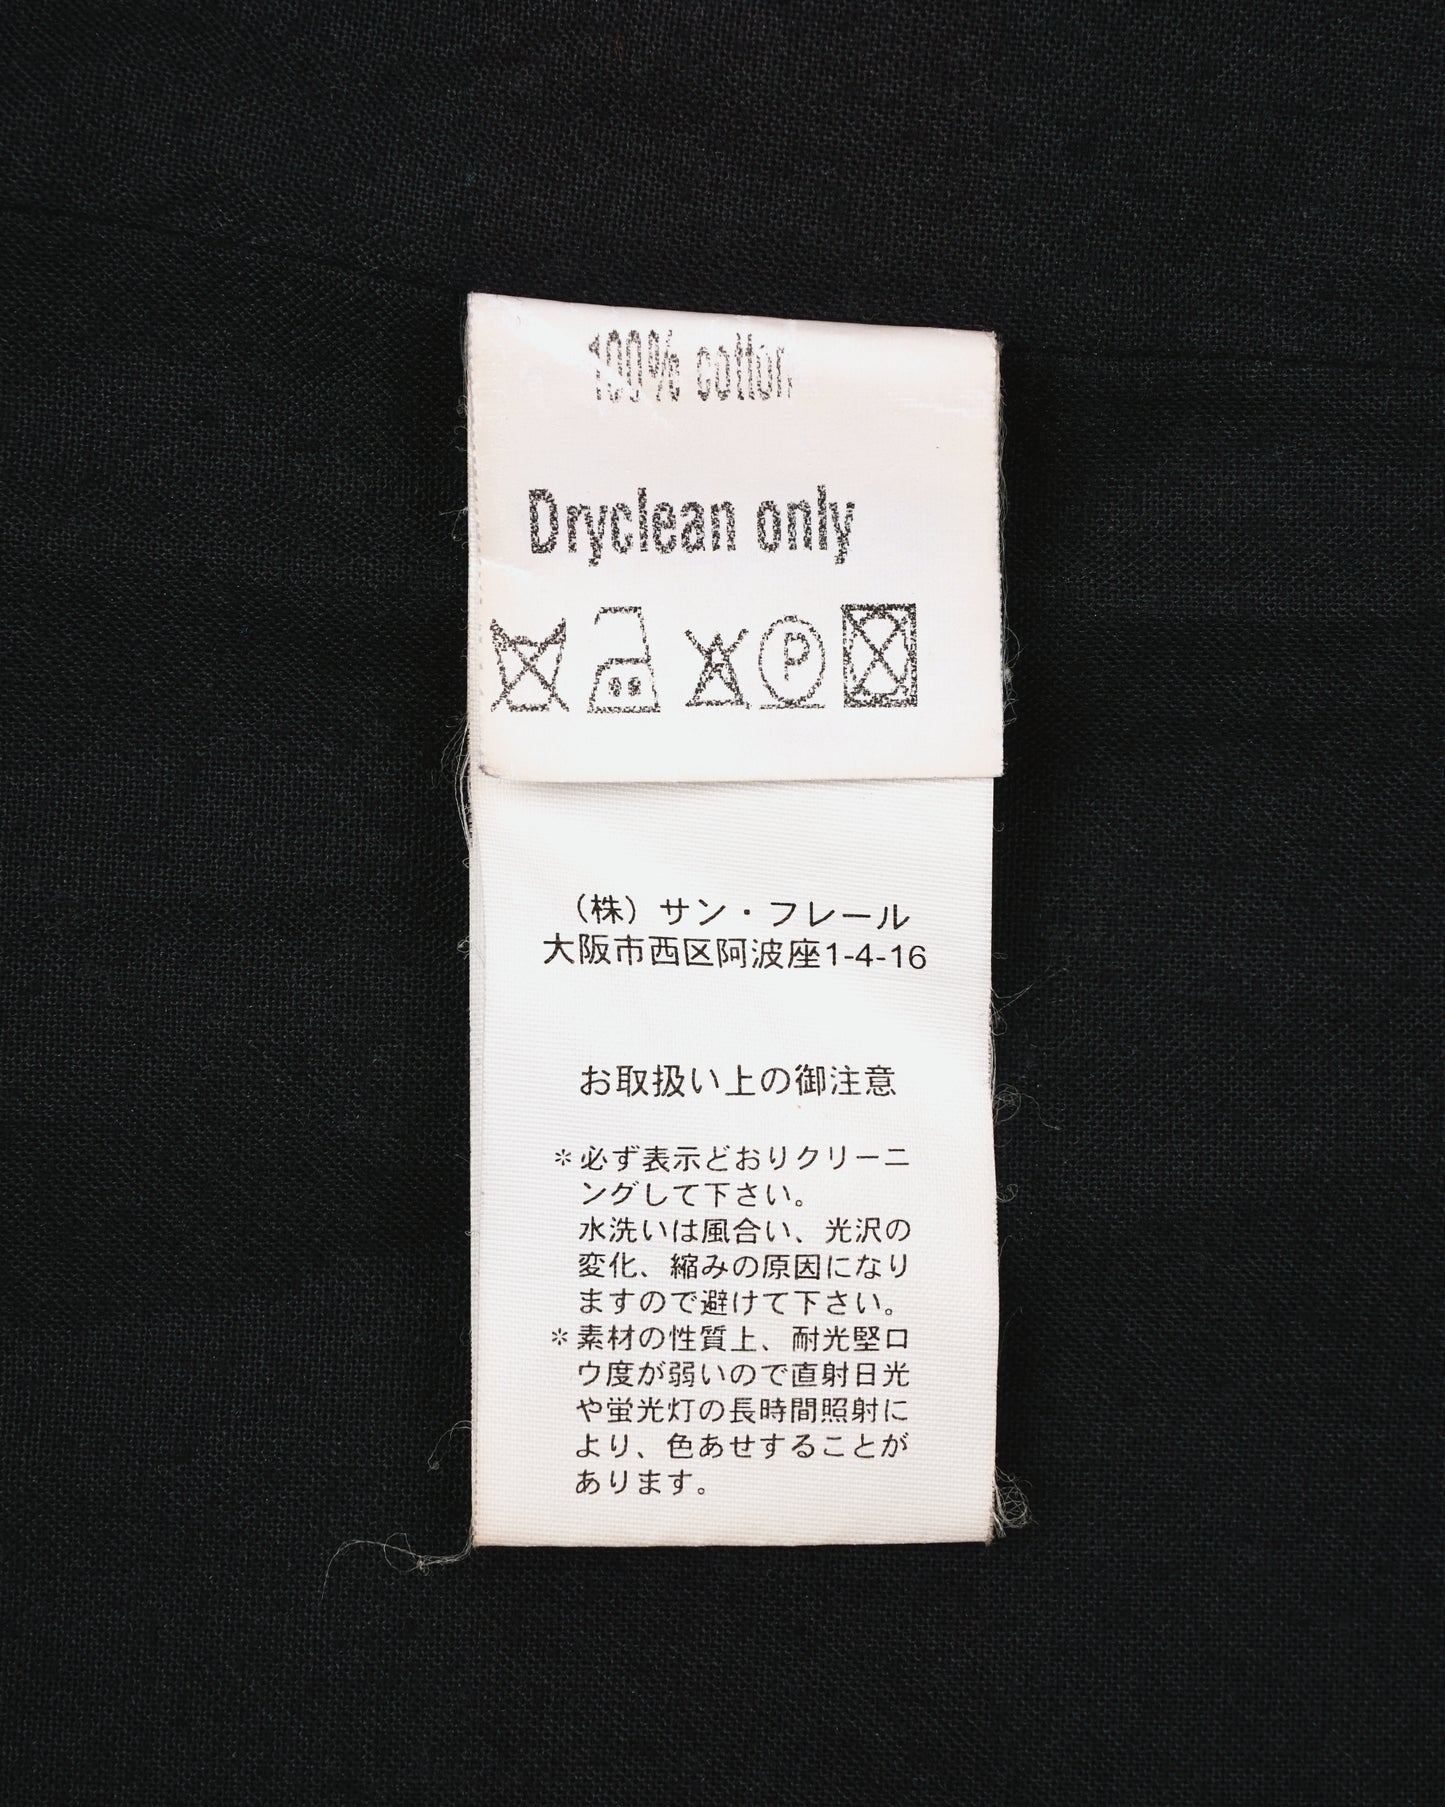 100% cotton
Dryclean only
P
（株）サン・フレール
大阪市西区阿波座1-4-16
お取扱い上の御注意
＊必ず表示どおりクリーニ
ングして下さい。
水洗いは風合い、光沢の
変化、縮みの原因になり
ますので避けて下さい。
＊素材の性質上、耐光堅ロ
ウ度が弱いので直射日光
や蛍光灯の長時間照射に
より、色あせすることが
あります。